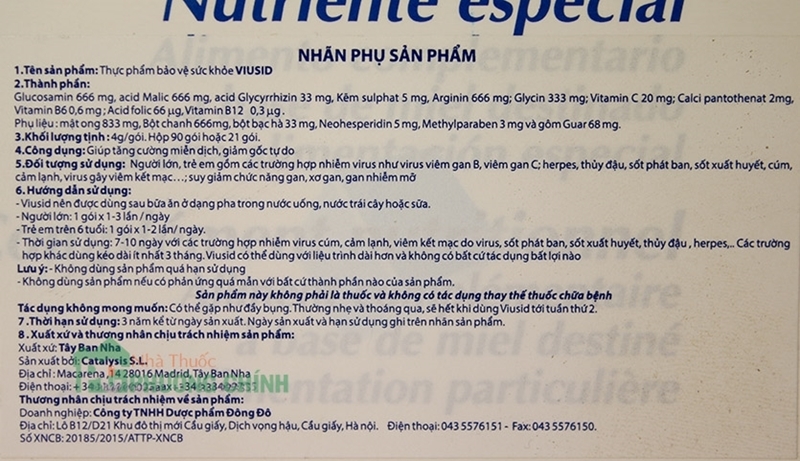 Nutriente especial
NHÃN PHỤ SẢN PHẨM
1.Tên sản phẩm: Thực phẩm bảo vệ sức khỏe VIUSID
2.Thành phần:
Glucosamin 666 mg, acid Malic 666 mg, acid Glycyrrhizin 33 mg, Kẽm sulphat 5 mg, Arginin 666 mg; Glycin 333 mg; Vitamin C 20 mg; Calci pantothenat 2mg,
Vitamin B6 0,6 mg; Acid folic 66 µg, Vitamin B12 0,3 µg.
Phụ liệu: mật ong 833 mg, Bột chanh 666mg, bột bạc hà 33 mg, Neohesperidin 5 mg, Methylparaben 3 mg và gôm Guar 68 mg.
3.Khối lượng tịnh: 4g/gói. Hộp 90 gói hoặc 21 gói.
4.Công dụng: Giúp tăng cường miễn dịch, giảm gốc tự do
5.Đối tượng sử dụng: Người lớn, trẻ em gồm các trường hợp nhiễm virus như virus viêm gan B, viêm gan C; herpes, thủy đậu, sốt phát ban, sốt xuất huyết, cúm,
cảm lạnh, virus gây viêm kết mạc...; suy giảm chức năng gan, xơ gan, gan nhiễm mỡ
6. Hướng dẫn sử dụng:
- Viusid nên được dùng sau bữa ăn ở dạng pha trong nước uống, nước trái cây hoặc sữa.
- Người lớn: 1 gói x 1-3 lần / ngày
- Trẻ em trên 6 tuổi: 1 gói x 1-2 lần/ ngày.
- Thời gian sử dụng: 7-10 ngày với các trường hợp nhiễm virus cúm, cảm lạnh, viêm kết mạc do virus, sốt phát ban, sốt xuất huyết, thủy đậu , herpes,.. Các trường
hợp khác dùng kéo dài ít nhất 3 tháng. Viusid có thể dùng với liệu trình dài hơn và không có bất cứ tác dụng bất lợi nào
Lưu ý: - Không dùng sản phẩm quá hạn sử dụng
- Không dùng sản phẩm nếu có phản ứng quá mẫn với bất cứ thành phần nào của sản phẩm.
Sản phẩm này không phải là thuốc và không có tác dụng thay thế thuốc chữa bệnh
Tác dụng không mong muốn: Có thể gặp như đầy bụng. Thường nhẹ và thoáng qua, sẽ hết khi dùng Viusid tới tuần thứ 2.
7 .Thời hạn sử dụng: 3 năm kể từ ngày sản xuất. Ngày sản xuất và hạn sử dụng ghi trên nhãn sản phẩm.
8 . Xuất xứ và thương nhân chịu trách nhiệm sản phẩm:
Xuất xứ: Tây Ban Nha
Sản xuất bởi: Catalysis S.L.
Địa chỉ: Macarena, 14 28016 Madrid, Tây Ban Nha
Điện thoại:
Thương nhân chịu trách nhiệm về sản phẩm:
Doanh nghiệp: Công ty TNHH Dược phẩm Đông Đô
Địa chỉ: Lô B12/D21 Khu đô thị mới Cầu giấy, Dịch vọng hậu, Cầu giấy, Hà nội. Điện thoại: 043 5576151 - Fax: 043 5576150.
Số XNCB: 20185/2015/ATTP-XNCB